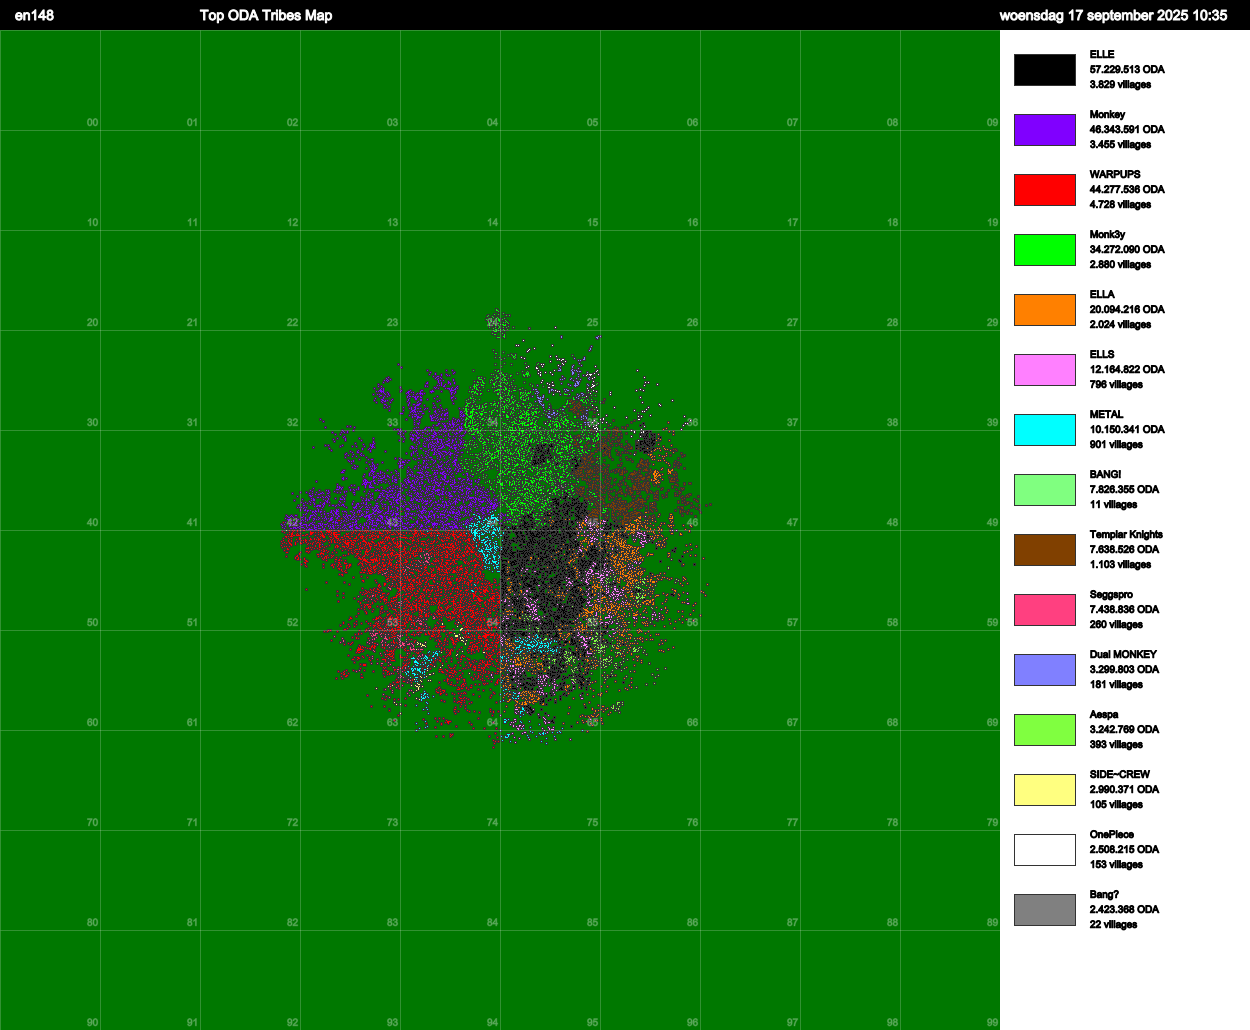 en148 Top ODA Tribes Map woensdag 17 september 2025 10:35
ELLE
57.229.513 ODA
3.829 villages
Monkey
46.343.591 ODA
3.455 villages
WARPUPS
44.277.536 ODA
4.728 villages
Monk3y
34.272.090 ODA
2.880 villages
ELLA
20.094.216 ODA
2.024 villages
ELLS
12.164.822 ODA
796 villages
METAL
10.150.341 ODA
901 villages
BANG!
7.826.355 ODA
11 villages
Templar Knights
7.638.526 ODA
1.103 villages
Seggspro
7.438.836 ODA
260 villages
Dual MONKEY
3.299.803 ODA
181 villages
Aespa
3.242.769 ODA
393 villages
SIDE~CREW
2.990.371 ODA
105 villages
OnePiece
2.508.215 ODA
153 villages
Bang?
2.423.368 ODA
22 villages
00 01 02 03 04 05 06 07 08 09
10 11 12 13 14 15 16 17 18 19
20 21 22 23 24 25 26 27 28 29
30 31 32 33 34 35 36 37 38 39
40 41 42 43 44 45 46 47 48 49
50 51 52 53 54 55 56 57 58 59
60 61 62 63 64 65 66 67 68 69
70 71 72 73 74 75 76 77 78 79
80 81 82 83 84 85 86 87 88 89
90 91 92 93 94 95 96 97 98 99